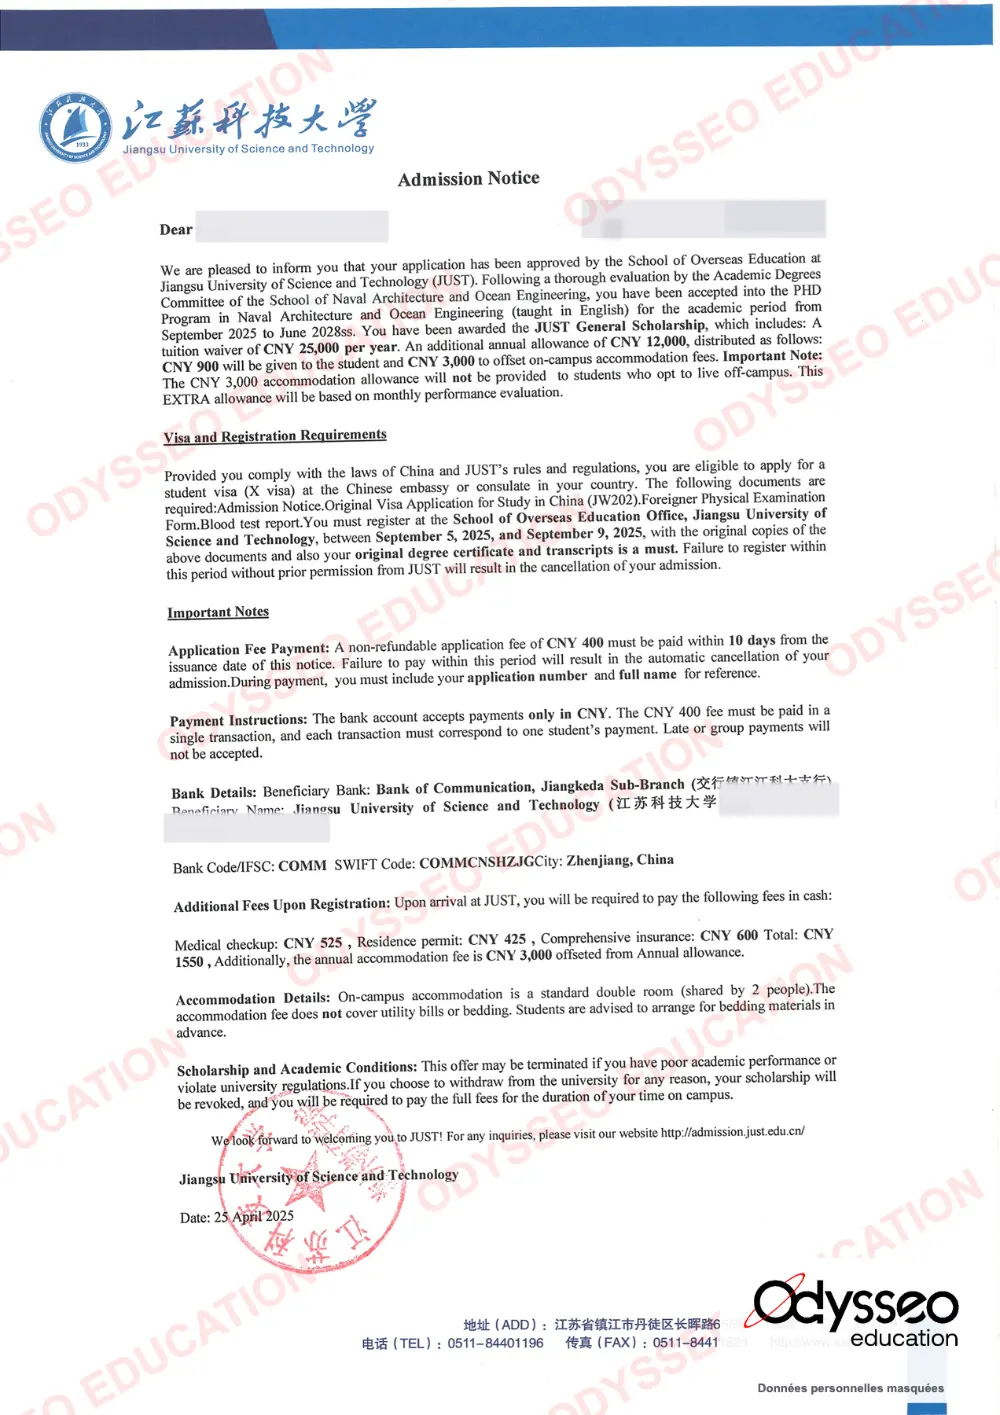 江蘇科技大学
Jiangsu University of Science and Technology
1933
Admission Notice
Dear
We are pleased to inform you that your application has been approved by the School of Overseas Education at
Jiangsu University of Science and Technology (JUST). Following a thorough evaluation by the Academic Degrees
Committee of the School of Naval Architecture and Ocean Engineering, you have been accepted into the PHD
Program in Naval Architecture and Ocean Engineering (taught in English) for the academic period from
September 2025 to June 2028ss. You have been awarded the JUST General Scholarship, which includes: A
tuition waiver of CNY 25,000 per year. An additional annual allowance of CNY 12,000, distributed as follows:
CNY 900 will be given to the student and CNY 3,000 to offset on-campus accommodation fees. Important Note:
The CNY 3,000 accommodation allowance will not be provided to students who opt to live off-campus. This
EXTRA allowance will be based on monthly performance evaluation.
Visa and Registration Requirements
Provided you comply with the laws of China and JUST's rules and regulations, you are eligible to apply for a
student visa (X visa) at the Chinese embassy or consulate in your country. The following documents are
required:Admission Notice.Original Visa Application for Study in China (JW202).Foreigner Physical Examination
Form.Blood test report.You must register at the School of Overseas Education Office, Jiangsu University of
Science and Technology, between September 5, 2025, and September 9, 2025, with the original copies of the
above documents and also your original degree certificate and transcripts is a must. Failure to register within
this period without prior permission from JUST will result in the cancellation of your admission.
Important Notes
Application Fee Payment: A non-refundable application fee of CNY 400 must be paid within 10 days from the
issuance date of this notice. Failure to pay within this period will result in the automatic cancellation of your
admission.During payment, you must include your application number and full name for reference.
Payment Instructions: The bank account accepts payments only in CNY. The CNY 400 fee must be paid in a
single transaction, and each transaction must correspond to one student's payment. Late or group payments will
not be accepted.
Bank Details: Beneficiary Bank: Bank of Communication, Jiangkeda Sub-Branch (交行镇江江科大支行)
Beneficiary Name: Jiangsu University of Science and Technology (江苏科技大学
Bank Code/IFSC: COMM SWIFT Code: COMMCNSHZJGCity: Zhenjiang, China
Additional Fees Upon Registration: Upon arrival at JUST, you will be required to pay the following fees in cash:
Medical checkup: CNY 525 , Residence permit: CNY 425 , Comprehensive insurance: CNY 600 Total: CNY
1550 , Additionally, the annual accommodation fee is CNY 3,000 offseted from Annual allowance.
Accommodation Details: On-campus accommodation is a standard double room (shared by 2 people).The
accommodation fee does not cover utility bills or bedding. Students are advised to arrange for bedding materials in
advance.
Scholarship and Academic Conditions: This offer may be terminated if you have poor academic performance or
violate university regulations.If you choose to withdraw from the university for any reason, your scholarship will
be revoked, and you will be required to pay the full fees for the duration of your time on campus.
We look forward to welcoming you to JUST! For any inquiries, please visit our website http://admission.just.edu.cn/
Jiangsu University of Science and Technology
Date: 25 April 2025
江苏科技大学
地址（ADD）：江苏省镇江市丹徒区长晖路6
电话（TEL）：0511-84401196 传真（FAX）：0511-8441
Odysseo
education
Données personnelles masquées
ODYSSEO EDUCATION